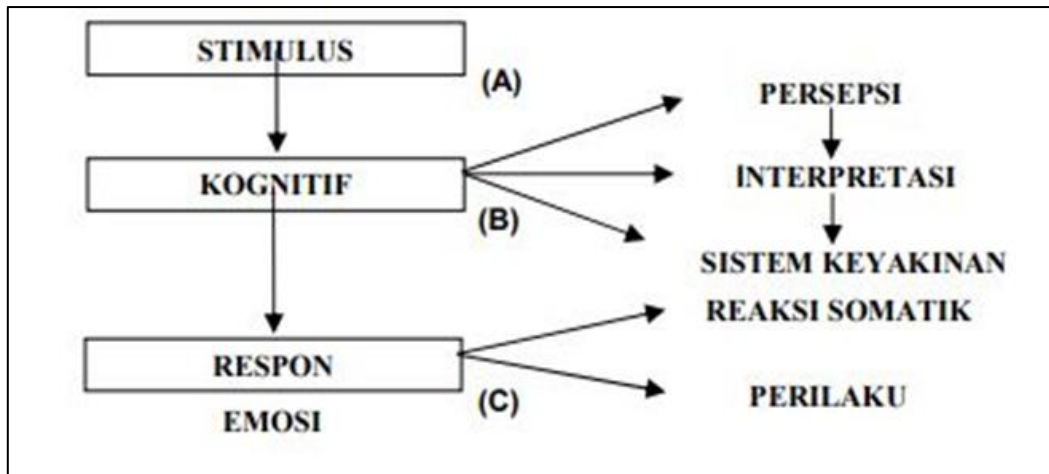 STIMULUS
(A)
PERSEPSI
KOGNITIF
INTERPRETASI
(B)
SISTEM KEYAKINAN
REAKSI SOMATIK
RESPON
(C)
PERILAKU
EMOSI